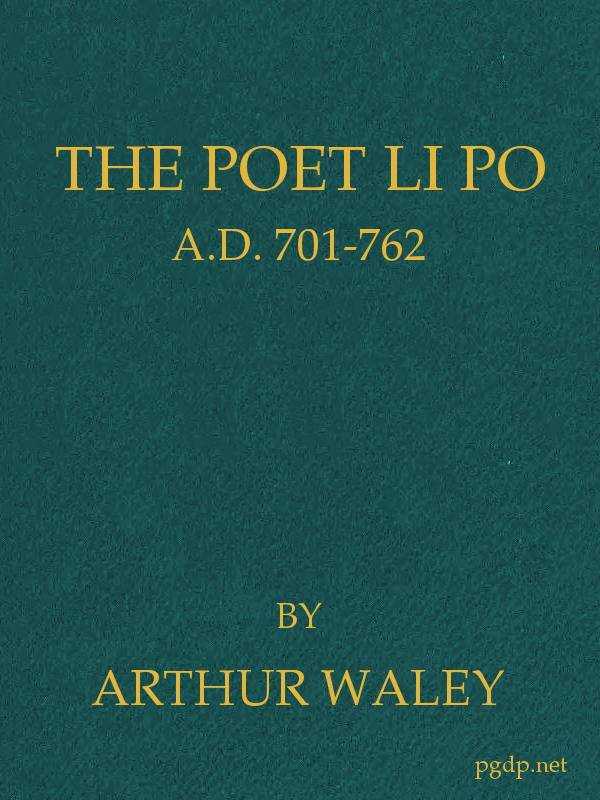 THE POET LI PO
A.D. 701-762
BY
ARTHUR WALEY
pgdp.net